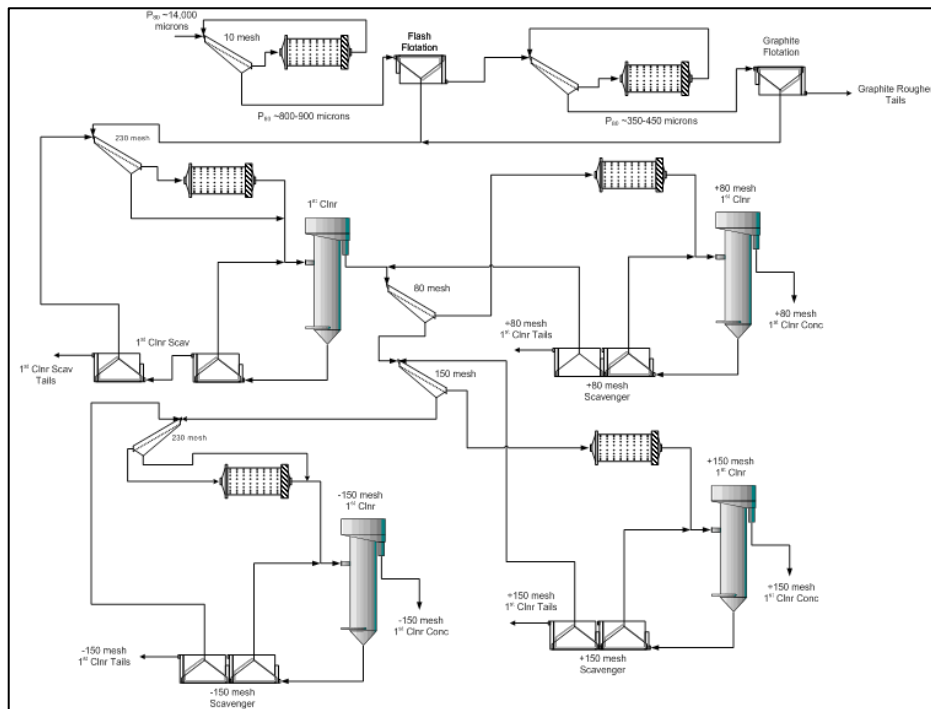 P80 ~14,000
microns
10 mesh
Flash
Flotation
Graphite
Flotation
Graphite Rougher
Tails
P80 ~800-900 microns
P80 ~350-450 microns
230 mesh
1st Clnr
+80 mesh
1st Clnr
80 mesh
+80 mesh
1st Clnr Conc
+80 mesh
1st Clnr Tails
1st Clnr Scav
1st Clnr Scav
Tails
+80 mesh
Scavenger
150 mesh
230 mesh
-150 mesh
1st Clnr
+150 mesh
1st Clnr
+150 mesh
1st Clnr Conc
+150 mesh
1st Clnr Tails
-150 mesh
1st Clnr Conc
-150 mesh
1st Clnr Tails
+150 mesh
Scavenger
-150 mesh
Scavenger